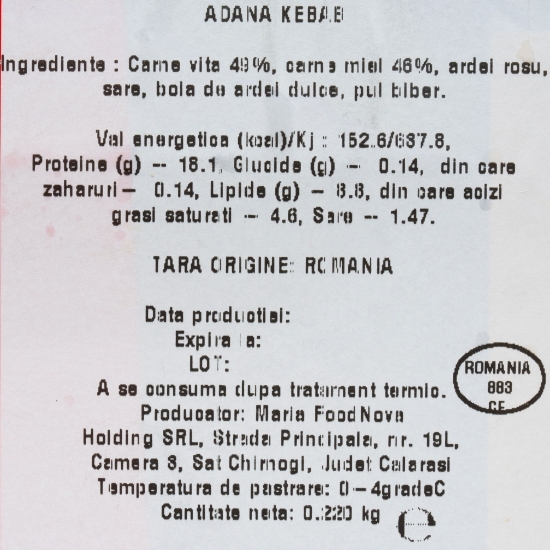 ADANA KEBAB
Ingrediente : Carne vita 49%, carne miel 46%, ardei rosu,
sare, boia de ardei dulce, pul biber.
Val energetica (kcal)/Kj : 152.6/637.8,
Proteine (g) -- 18.1, Glucide (g) -- 0.14, din care
zaharuri -- 0.14, Lipide (g) -- 8.8, din care acizi
grasi saturati -- 4.6, Sare -- 1.47.
TARA ORIGINE: ROMANIA
Data productiei:
Expira la:
LOT:
A se consuma dupa tratament termic.
ROMANIA
883
CE
Producator: Maria FoodNova
Holding SRL, Strada Principala, nr. 19L,
Camera 8, Sat Chirnogi, Judet Calarasi
Temperatura de pastrare: 0--4gradeC
Cantitate neta: 0.220 kg e